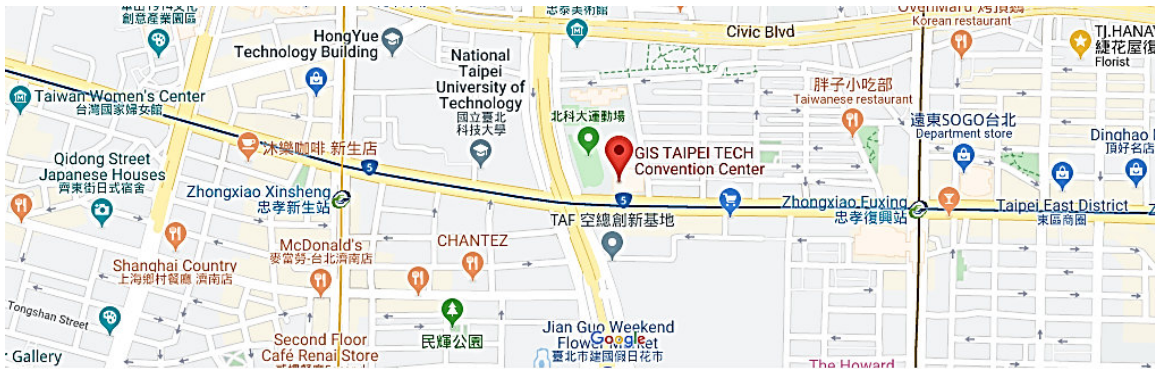 創意產業園區
HongYue
Technology Building
忠泰美術館
Civic Blvd
Korean restaurant
TJ.HANAY
緁花屋復
Florist
National
Taipei
University of
Technology
國立臺北
科技大學
胖子小吃部
Taiwanese restaurant
Taiwan Women's Center
台灣國家婦女館
北科大運動場
遠東SOGO台北
Department store
Dinghao M
頂好名店
沐樂咖啡 新生店
GIS TAIPEI TECH
Convention Center
Qidong Street
Japanese Houses
齊東街日式宿舍
5
Zhongxiao Xinsheng
忠孝新生站
5
Zhongxiao Fuxing
忠孝復興站
Taipei East District
東區商圈
Z
TAF 空總創新基地
McDonald's
麥當勞-台北濟南店
CHANTEZ
Shanghai Country
上海鄉村餐廳 濟南店
Tongshan Street
民輝公園
Jian Guo Weekend
Flower Market
臺北市建國假日花市
Google
Second Floor
Café Renai Store
Gallery
The Howard